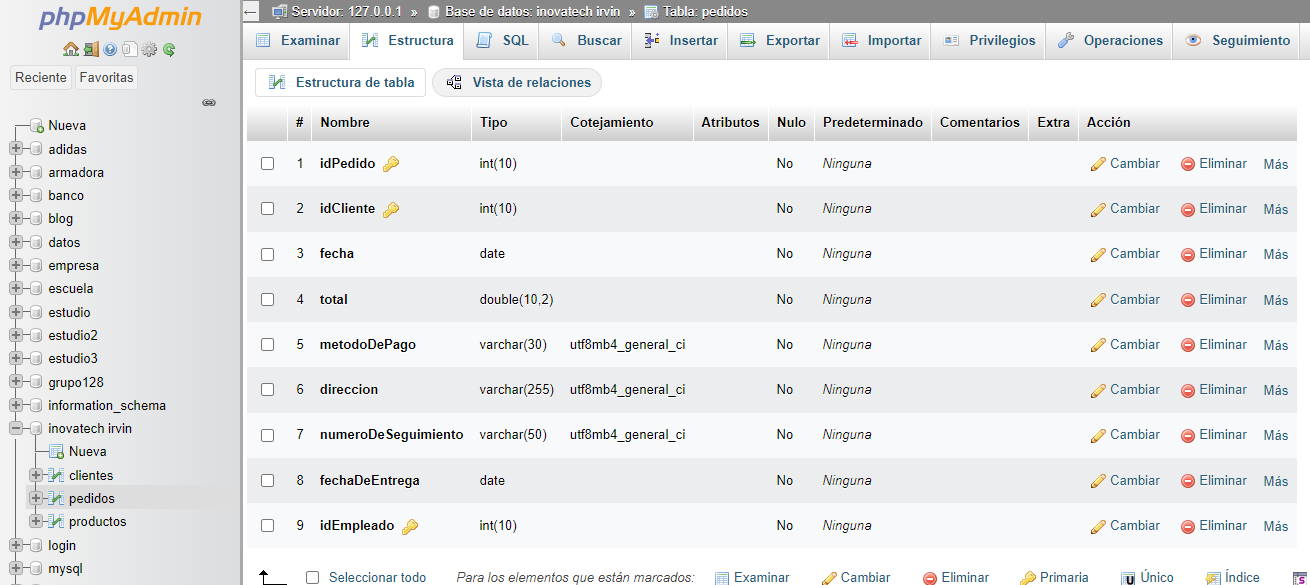 phpMyAdmin
Reciente Favoritas
Nueva
adidas
armadora
banco
blog
datos
empresa
escuela
estudio
estudio2
estudio3
grupo128
information_schema
inovatech irvin
Nueva
clientes
pedidos
productos
login
mysql
Servidor: 127.0.0.1 » Base de datos: inovatech irvin » Tabla: pedidos
Examinar Estructura SQL Buscar Insertar Exportar Importar Privilegios Operaciones Seguimiento
Estructura de tabla Vista de relaciones
# Nombre Tipo Cotejamiento Atributos Nulo Predeterminado Comentarios Extra Acción
1 idPedido int(10) No Ninguna Cambiar Eliminar Más
2 idCliente int(10) No Ninguna Cambiar Eliminar Más
3 fecha date No Ninguna Cambiar Eliminar Más
4 total double(10,2) No Ninguna Cambiar Eliminar Más
5 metodoDePago varchar(30) utf8mb4_general_ci No Ninguna Cambiar Eliminar Más
6 direccion varchar(255) utf8mb4_general_ci No Ninguna Cambiar Eliminar Más
7 numeroDeSeguimiento varchar(50) utf8mb4_general_ci No Ninguna Cambiar Eliminar Más
8 fechaDeEntrega date No Ninguna Cambiar Eliminar Más
9 idEmpleado int(10) No Ninguna Cambiar Eliminar Más
Seleccionar todo Para los elementos que están marcados: Examinar Cambiar Eliminar Primaria Único Índice